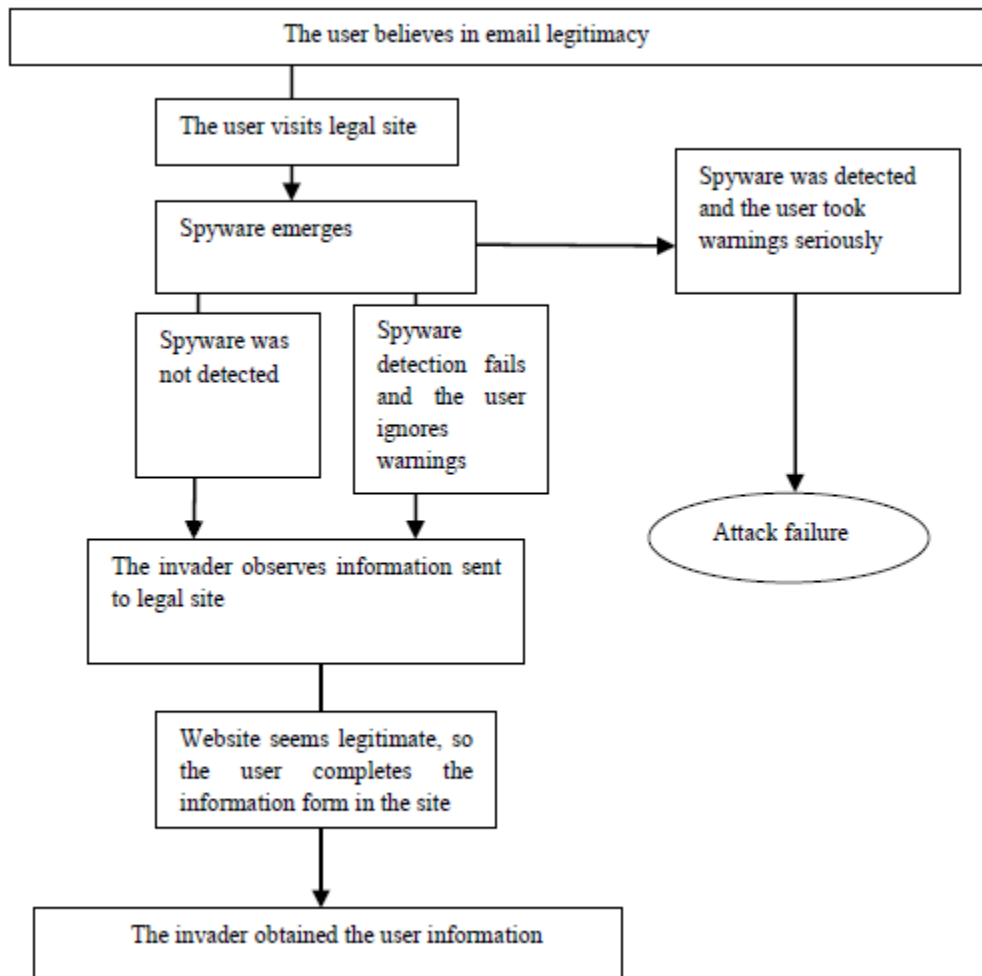 The user believes in email legitimacy
The user visits legal site
Spyware emerges
Spyware was detected
and the user took
warnings seriously
Spyware was
not detected
Spyware
detection fails
and the user
ignores
warnings
Attack failure
The invader observes information sent
to legal site
Website seems legitimate, so
the user completes the
information form in the site
The invader obtained the user information